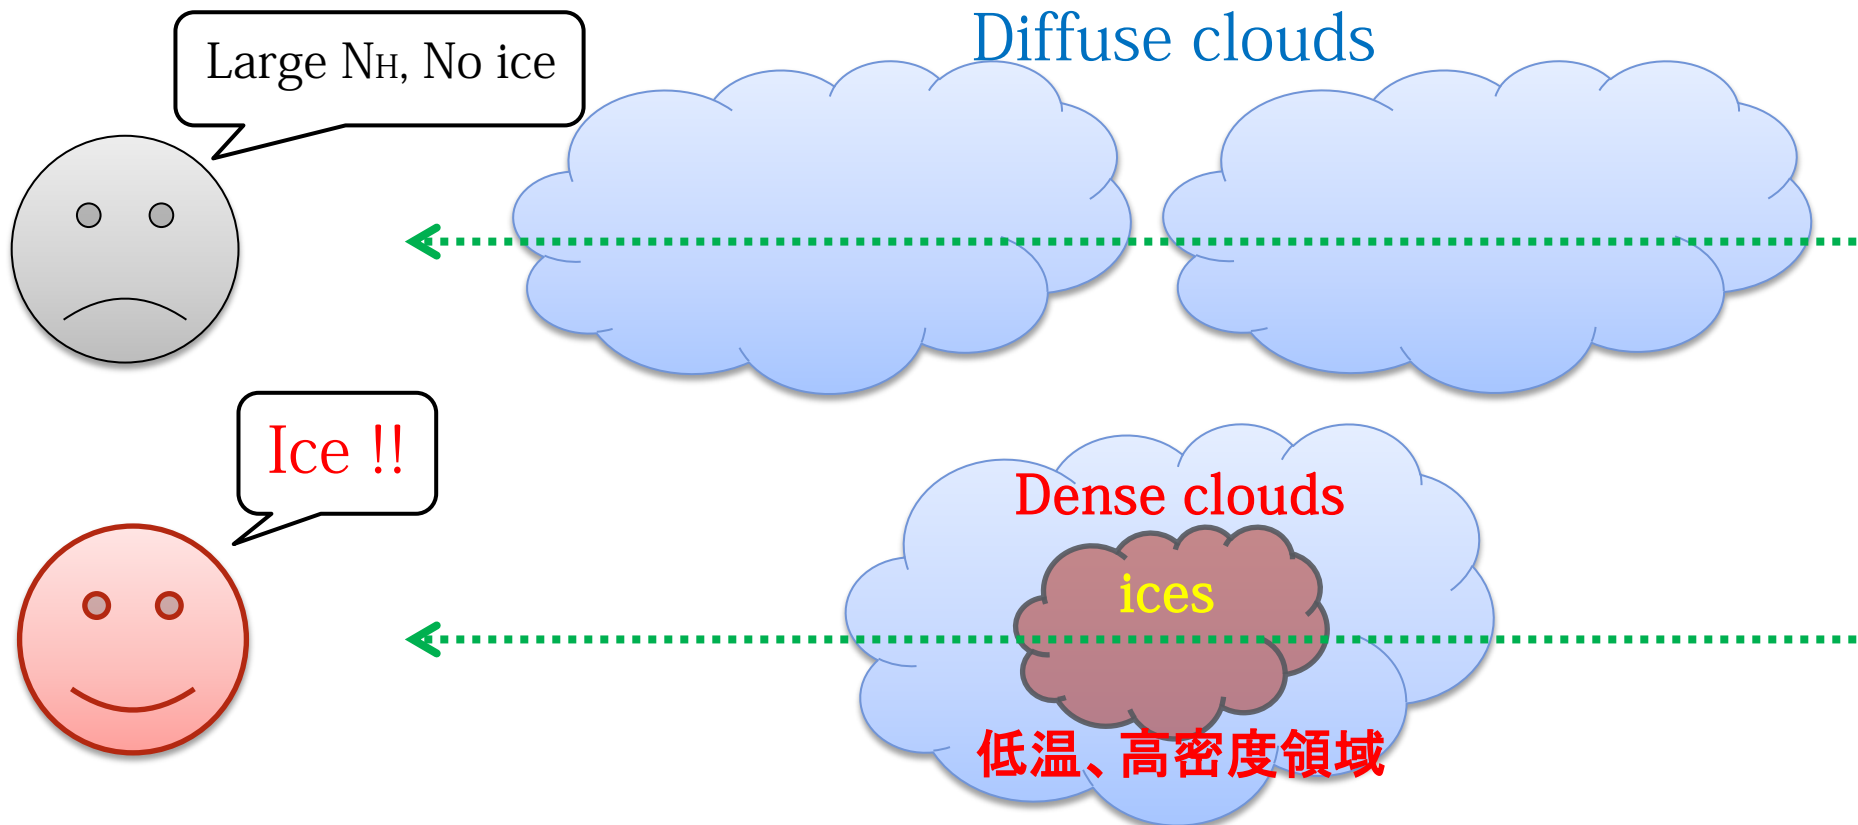 Diffuse clouds
Large NH, No ice
Ice !!
Dense clouds
ices
低温、高密度領域